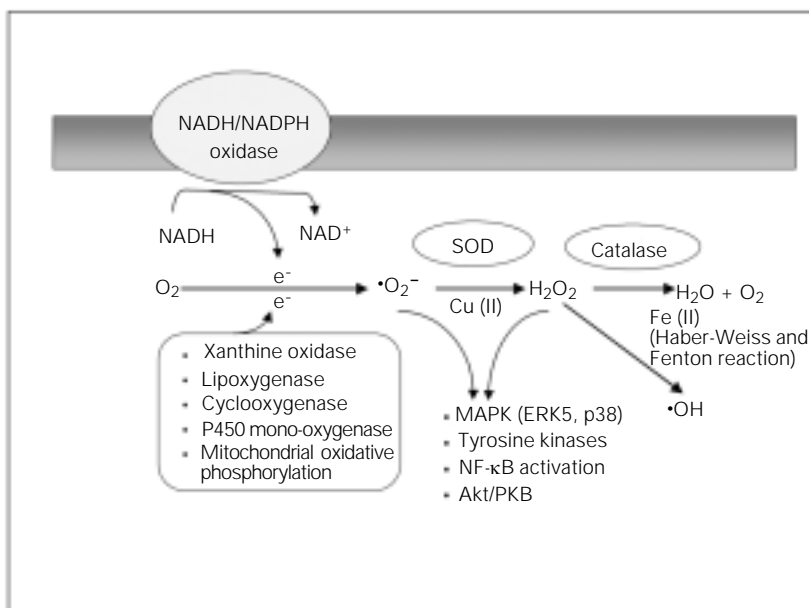 NADH/NADPH
oxidase
NADH
NAD⁺
SOD
Catalase
O₂
e⁻
e⁻
•O₂⁻
Cu (II)
H₂O₂
H₂O + O₂
Fe (II)
(Haber-Weiss and
Fenton reaction)
•OH
▪ Xanthine oxidase
▪ Lipoxygenase
▪ Cyclooxygenase
▪ P450 mono-oxygenase
▪ Mitochondrial oxidative
phosphorylation
▪ MAPK (ERK5, p38)
▪ Tyrosine kinases
▪ NF-κB activation
▪ Akt/PKB